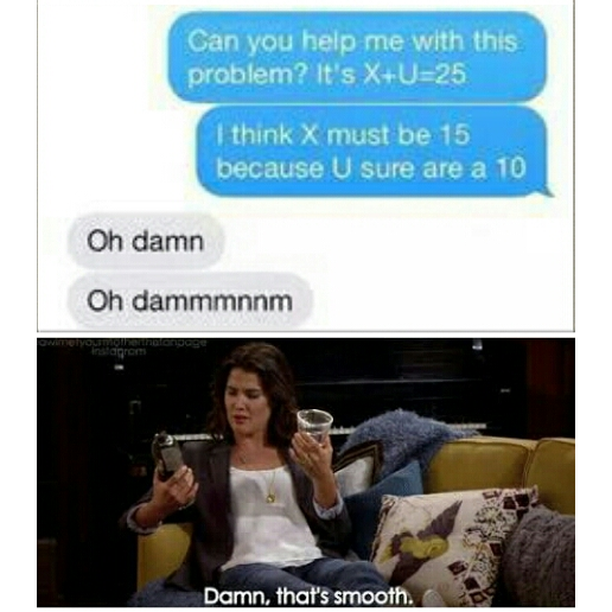 Can you help me with this
problem? It's X+U=25
I think X must be 15
because U sure are a 10
Oh damn
Oh dammmnnm
Instagram
Damn, that's smooth.